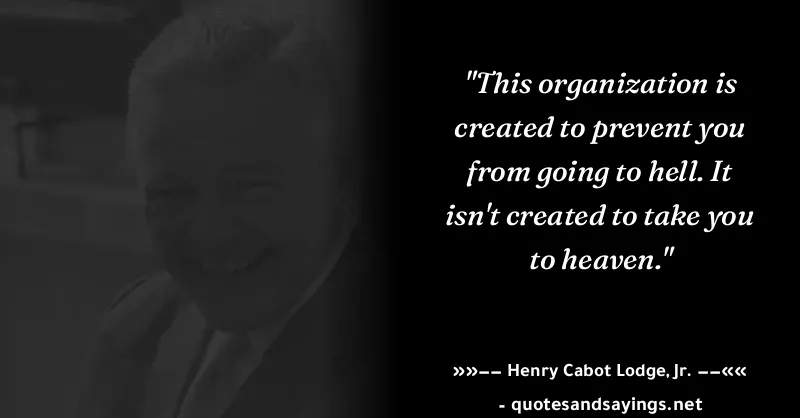 "This organization is
created to prevent you
from going to hell. It
isn't created to take you
to heaven."
»»−− Henry Cabot Lodge, Jr. −−««
- quotesandsayings.net